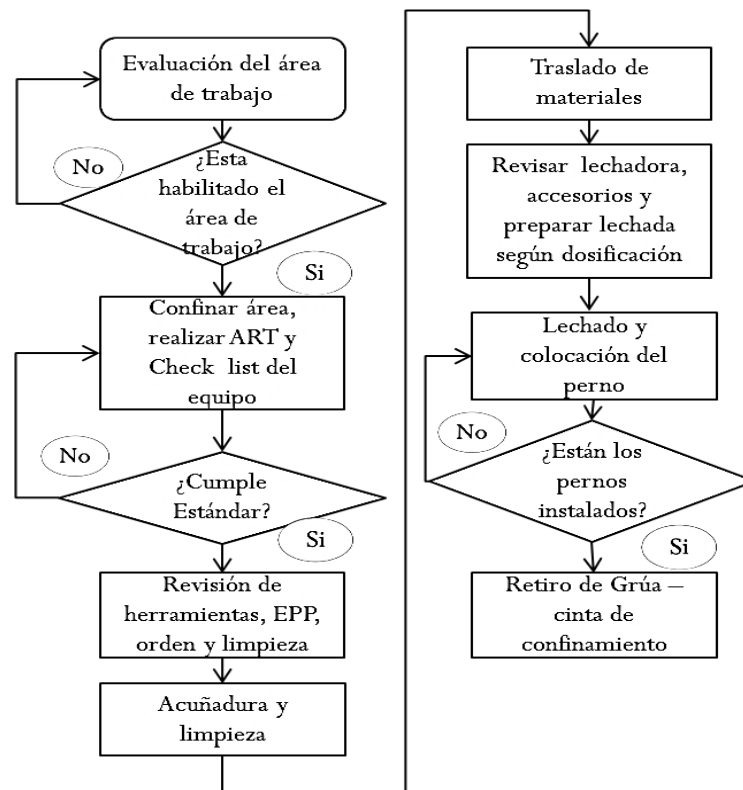 Evaluación del área
de trabajo
No
¿Esta
habilitado el
área de
trabajo?
Si
Confinar área,
realizar ART y
Check list del
equipo
No
¿Cumple
Estándar?
Si
Revisión de
herramientas, EPP,
orden y limpieza
Acuñadura y
limpieza
Traslado de
materiales
Revisar lechadora,
accesorios y
preparar lechada
según dosificación
Lechado y
colocación del
perno
No
¿Están los
pernos
instalados?
Si
Retiro de Grúa –
cinta de
confinamiento